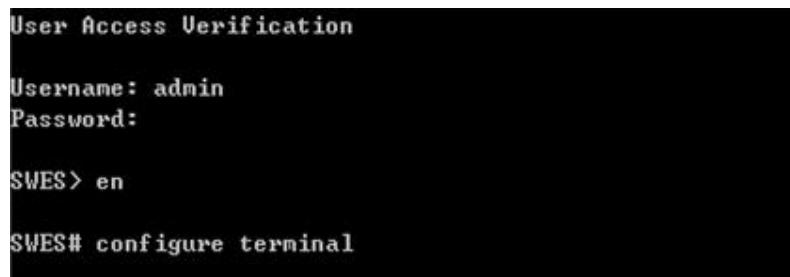 User Access Verification
Username: admin
Password:
SWES> en
SWES# configure terminal